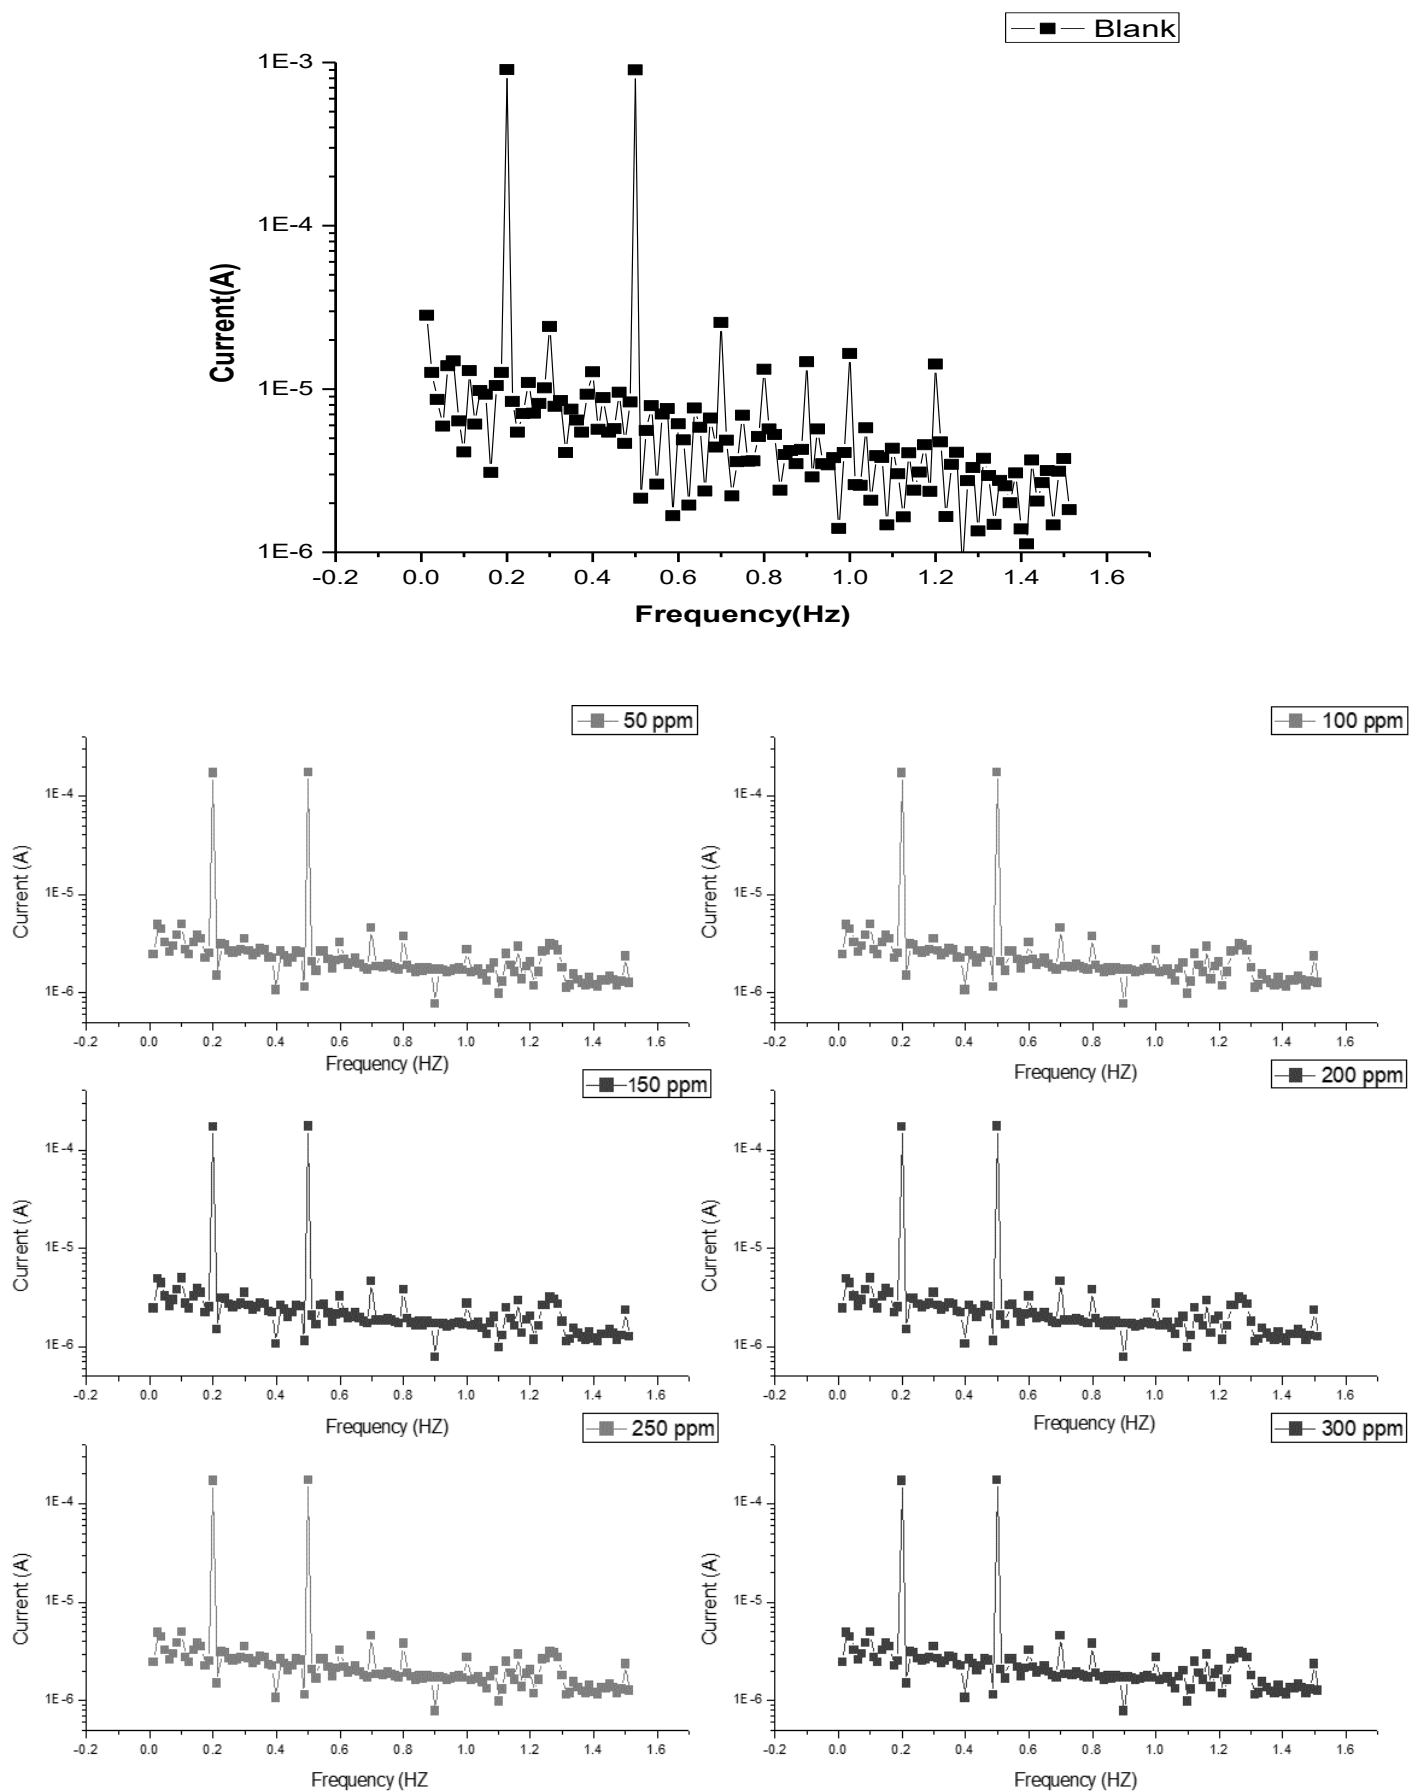 Blank
1E-3
1E-4
1E-5
1E-6
Current(A)
-0.2 0.0 0.2 0.4 0.6 0.8 1.0 1.2 1.4 1.6
Frequency(Hz)
50 ppm
1E-4
1E-5
1E-6
Current (A)
-0.2 0.0 0.2 0.4 0.6 0.8 1.0 1.2 1.4 1.6
Frequency (HZ)
100 ppm
1E-4
1E-5
1E-6
Current (A)
-0.2 0.0 0.2 0.4 0.6 0.8 1.0 1.2 1.4 1.6
Frequency (HZ)
150 ppm
1E-4
1E-5
1E-6
Current (A)
-0.2 0.0 0.2 0.4 0.6 0.8 1.0 1.2 1.4 1.6
Frequency (HZ)
200 ppm
1E-4
1E-5
1E-6
Current (A)
-0.2 0.0 0.2 0.4 0.6 0.8 1.0 1.2 1.4 1.6
Frequency (HZ)
250 ppm
1E-4
1E-5
1E-6
Current (A)
-0.2 0.0 0.2 0.4 0.6 0.8 1.0 1.2 1.4 1.6
Frequency (HZ
300 ppm
1E-4
1E-5
1E-6
Current (A)
-0.2 0.0 0.2 0.4 0.6 0.8 1.0 1.2 1.4 1.6
Frequency (HZ)